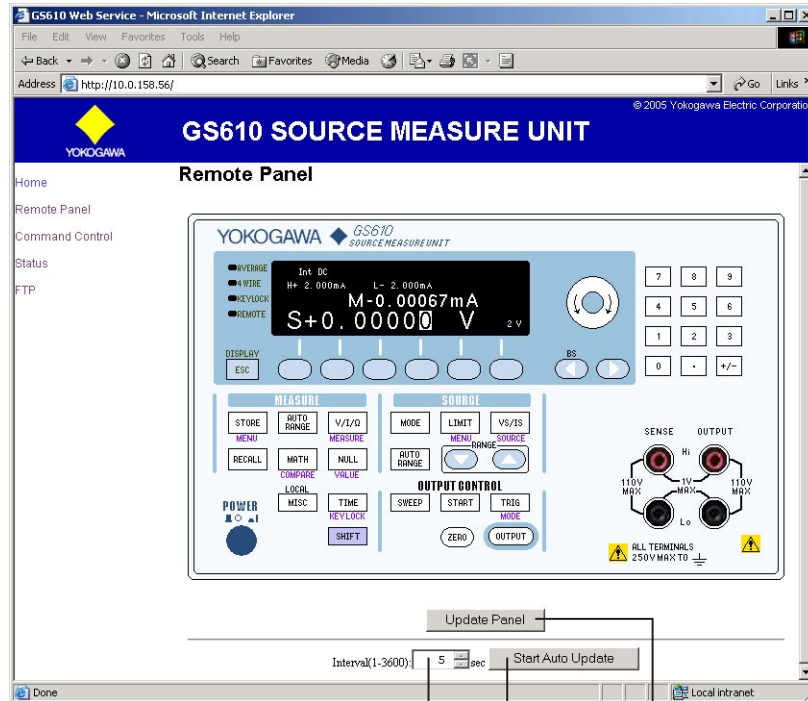 GS610 Web Service - Microsoft Internet Explorer
File Edit View Favorites Tools Help
Back Search Favorites Media
Address http://10.0.158.56/ Go Links
© 2005 Yokogawa Electric Corporatio
YOKOGAWA
GS610 SOURCE MEASURE UNIT
Home
Remote Panel
Command Control
Status
FTP
Remote Panel
YOKOGAWA GS610 SOURCE MEASURE UNIT
AVERAGE
4 WIRE
KEYLOCK
REMOTE
Int DC
H+ 2.000mA L- 2.000mA
M-0.00067mA
S+0.00000 V 2 V
DISPLAY
ESC
BS
7 8 9
4 5 6
1 2 3
0 . +/-
MEASURE
STORE AUTO RANGE V/I/Ω
MENU MEASURE
RECALL MATH NULL
COMPARE VALUE
LOCAL
MISC TIME
KEYLOCK
SHIFT
POWER
SOURCE
MODE LIMIT VS/IS
MENU SOURCE
RANGE
AUTO RANGE
OUTPUT CONTROL
SWEEP START TRIG
MODE
ZERO OUTPUT
SENSE OUTPUT
Hi
110V MAX 1V MAX 110V MAX
Lo
ALL TERMINALS
250V MAX TO
Update Panel
Interval(1-3600): 5 sec Start Auto Update
Done Local intranet